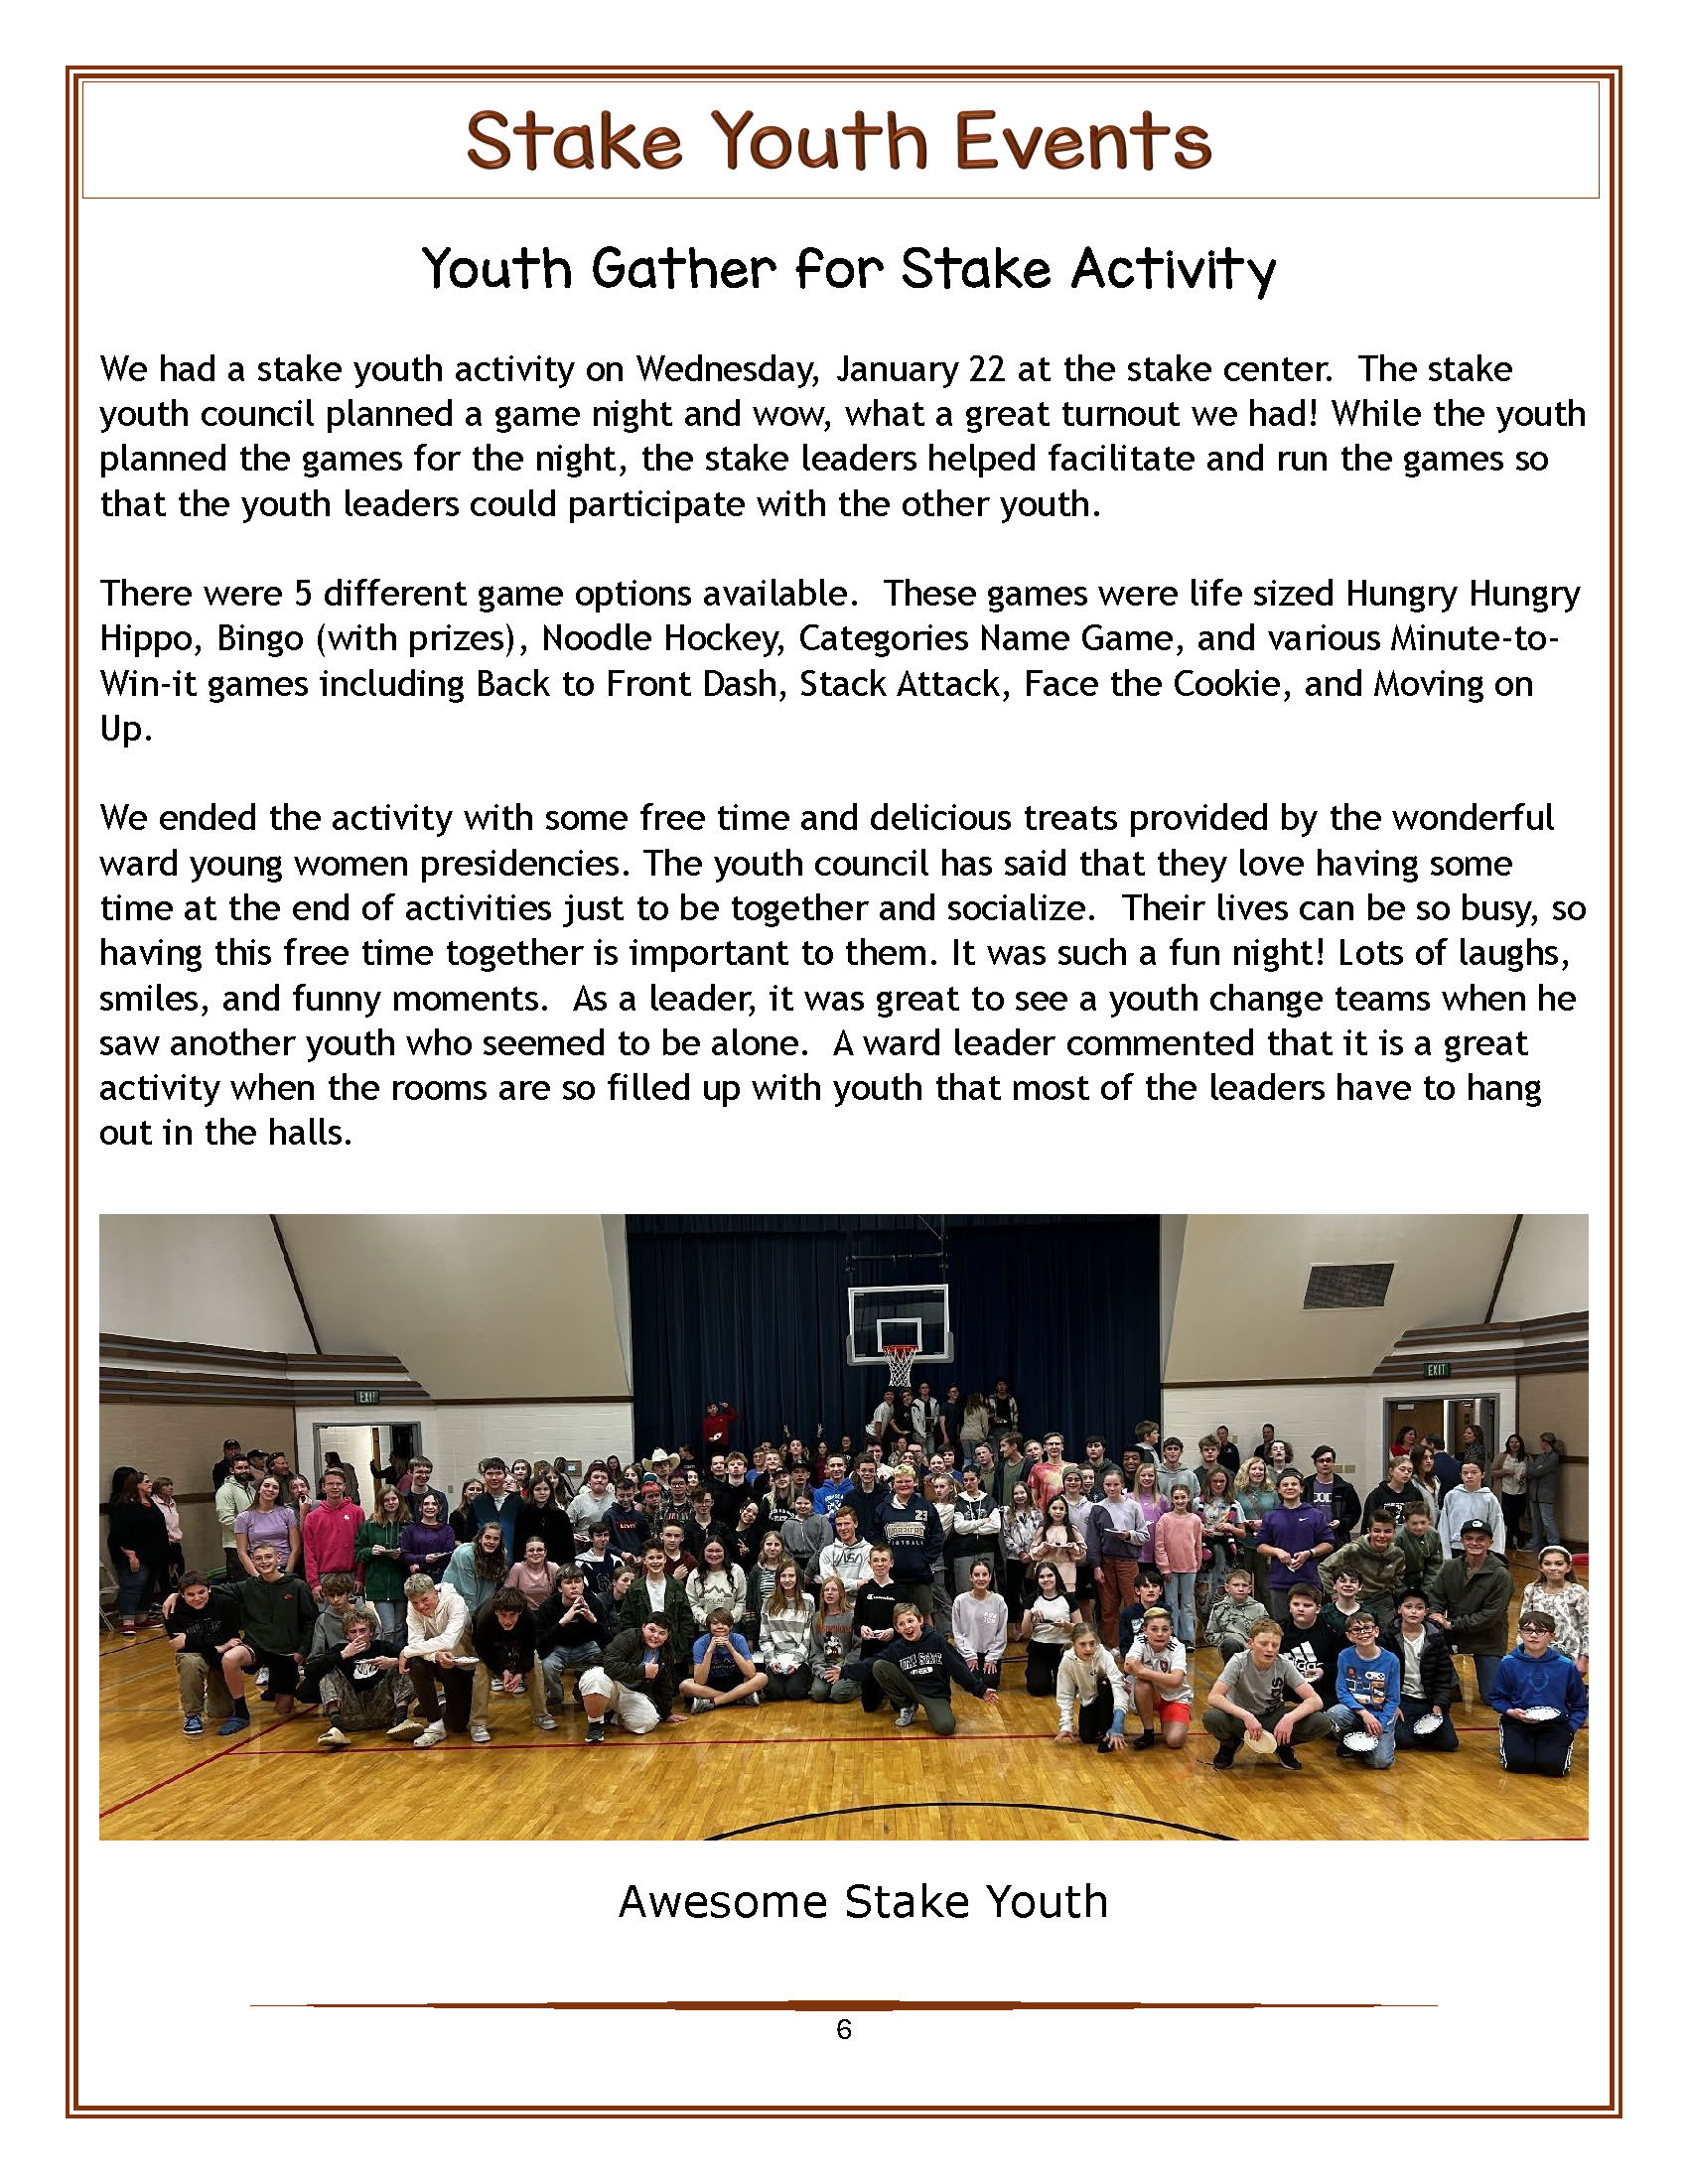 Stake Youth Events
Youth Gather for Stake Activity
We had a stake youth activity on Wednesday, January 22 at the stake center.  The stake
youth council planned a game night and wow, what a great turnout we had! While the youth
planned the games for the night, the stake leaders helped facilitate and run the games so
that the youth leaders could participate with the other youth.
There were 5 different game options available.  These games were life sized Hungry Hungry
Hippo, Bingo (with prizes), Noodle Hockey, Categories Name Game, and various Minute-to-
Win-it games including Back to Front Dash, Stack Attack, Face the Cookie, and Moving on
Up.
We ended the activity with some free time and delicious treats provided by the wonderful
ward young women presidencies. The youth council has said that they love having some
time at the end of activities just to be together and socialize.  Their lives can be so busy, so
having this free time together is important to them. It was such a fun night! Lots of laughs,
smiles, and funny moments.  As a leader, it was great to see a youth change teams when he
saw another youth who seemed to be alone.  A ward leader commented that it is a great
activity when the rooms are so filled up with youth that most of the leaders have to hang
out in the halls.
EXIT
EXIT
23
FOOTBALL
Awesome Stake Youth
6